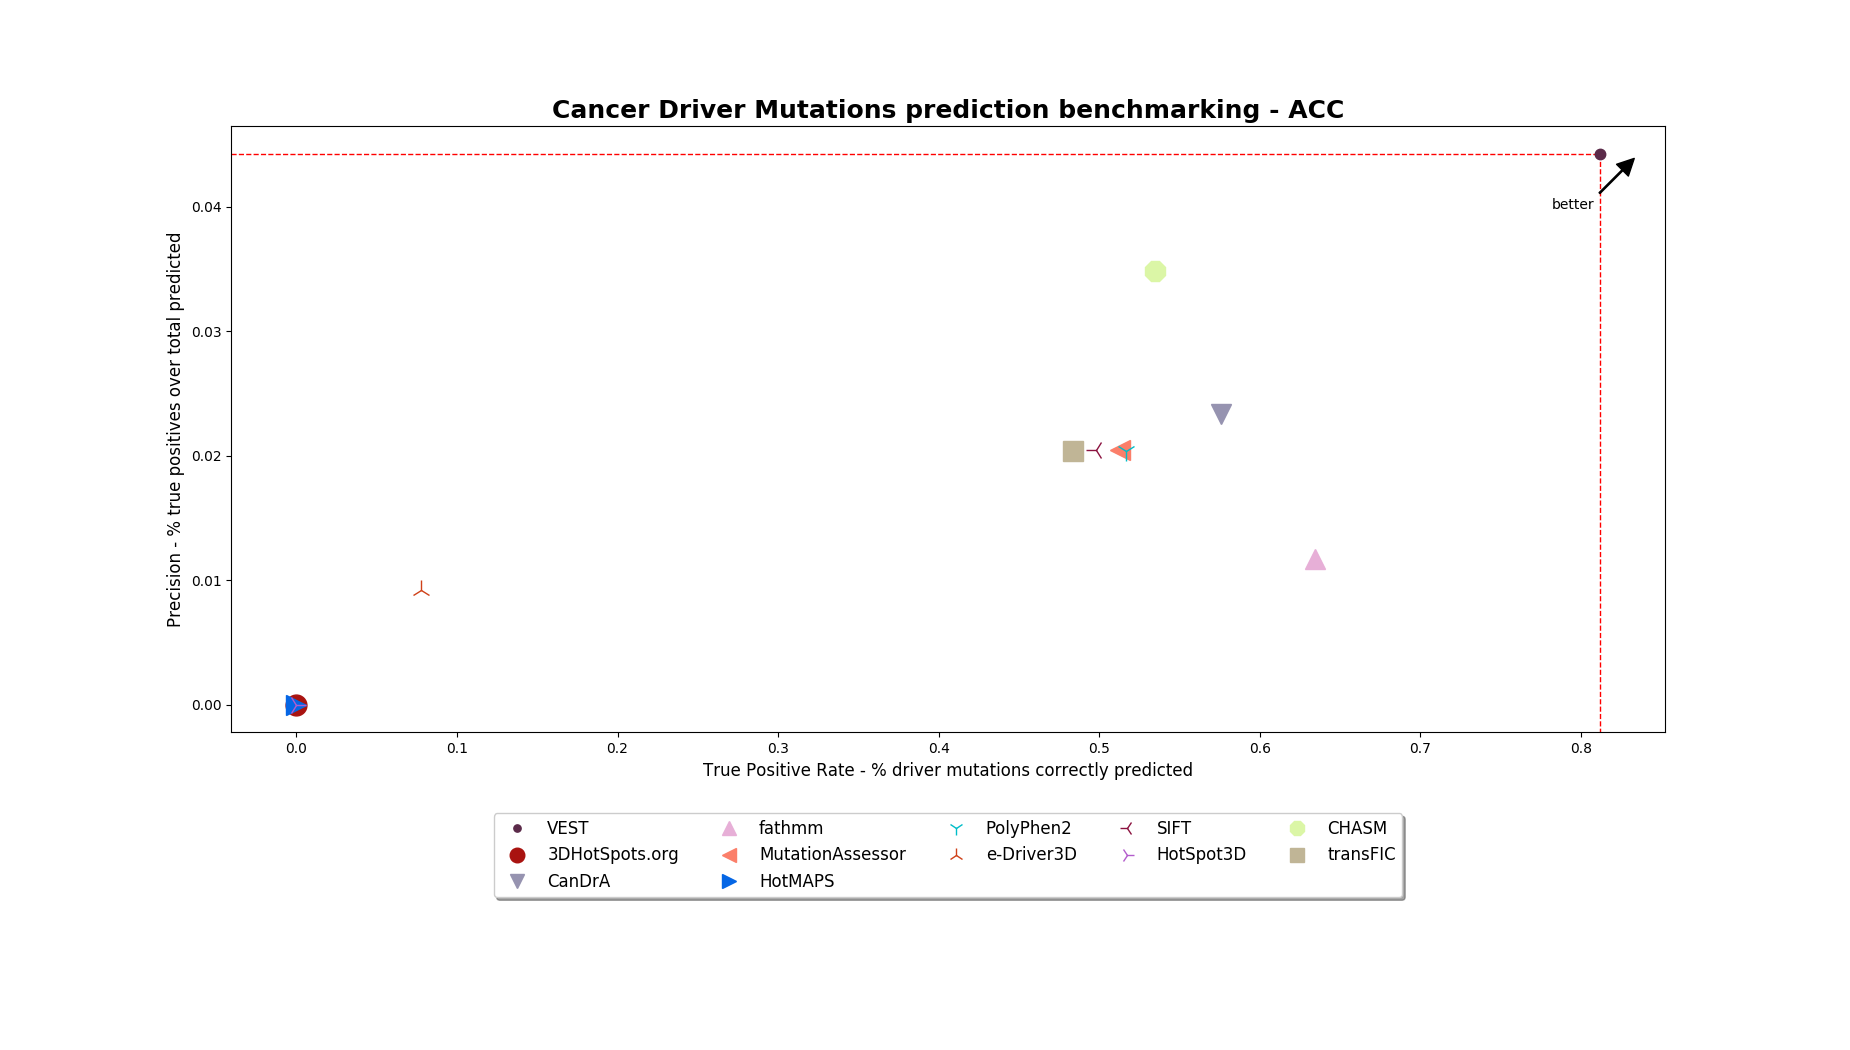 Cancer Driver Mutations prediction benchmarking - ACC
better
0.04
0.03
0.02
0.01
0.00
Precision - % true positives over total predicted
0.0 0.1 0.2 0.3 0.4 0.5 0.6 0.7 0.8
True Positive Rate - % driver mutations correctly predicted
VEST fathmm PolyPhen2 SIFT CHASM
3DHotSpots.org MutationAssessor e-Driver3D HotSpot3D transFIC
CanDrA HotMAPS